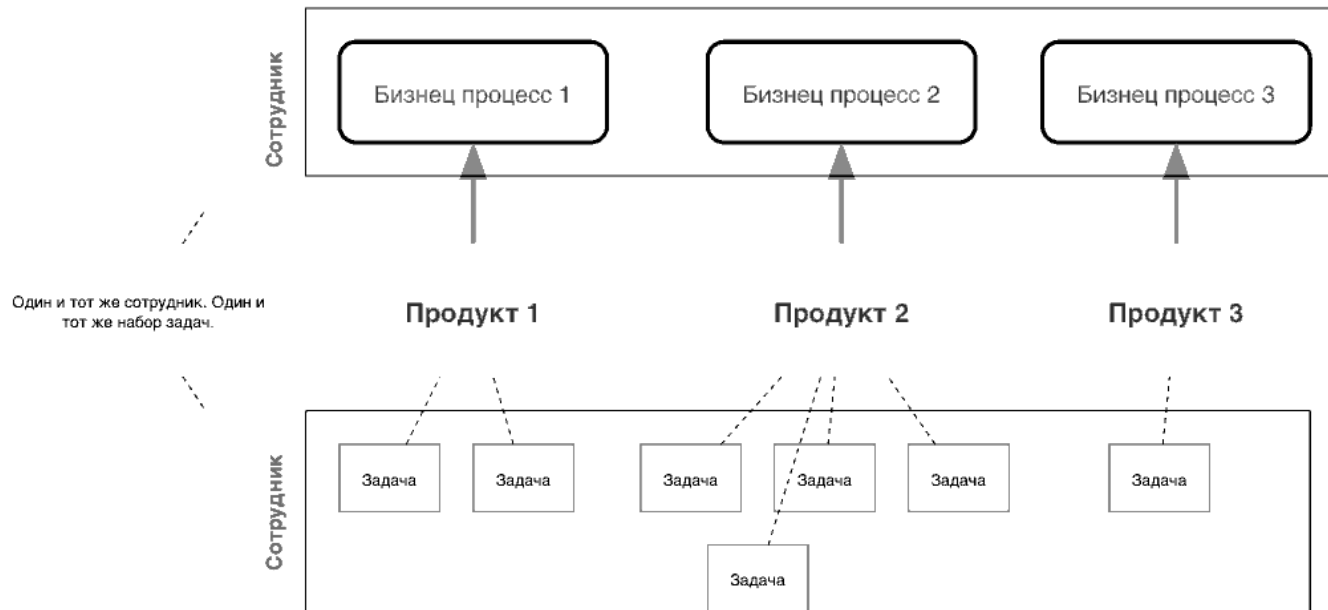 Сотрудник
Бизнец процесс 1
Бизнец процесс 2
Бизнец процесс 3
Один и тот же сотрудник. Один и
тот же набор задач.
Продукт 1
Продукт 2
Продукт 3
Сотрудник
Задача
Задача
Задача
Задача
Задача
Задача
Задача